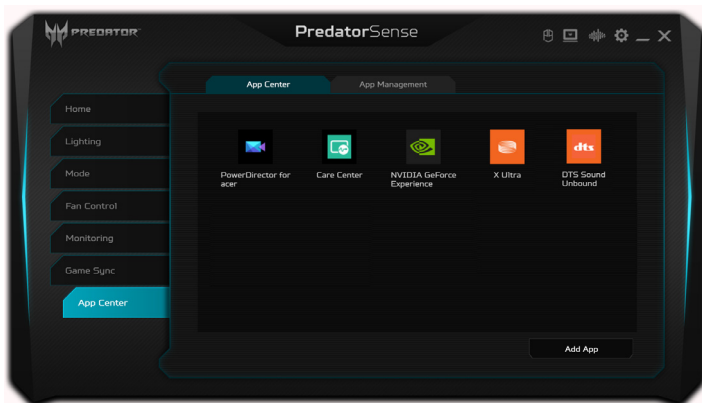 PREDATOR
PredatorSense
App Center
App Management
Home
Lighting
Mode
Fan Control
Monitoring
Game Sync
App Center
PowerDirector for
acer
Care Center
NVIDIA GeForce
Experience
X Ultra
dts
DTS Sound
Unbound
Add App